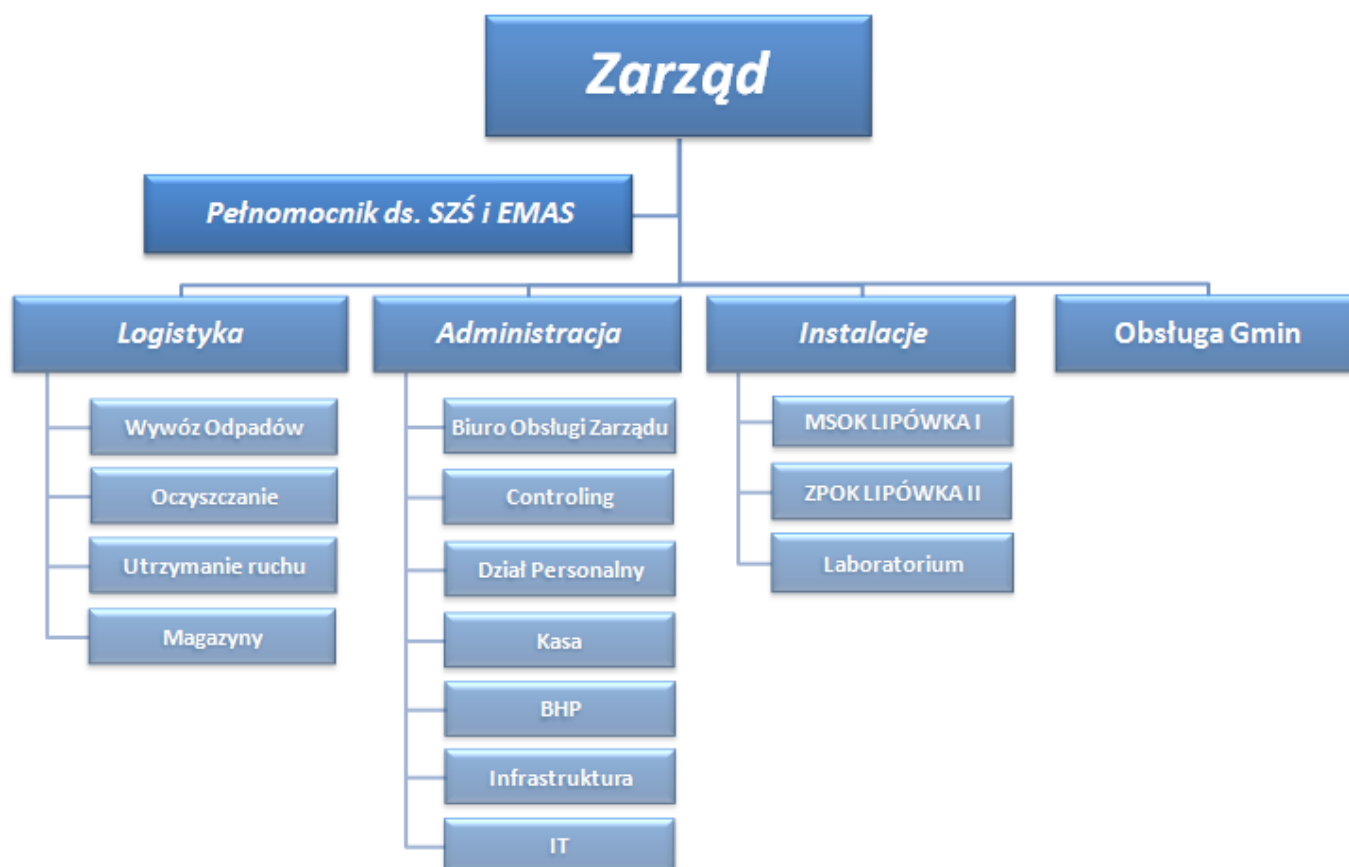 Zarząd
Pełnomocnik ds. SZŚ i EMAS
Logistyka
Administracja
Instalacje
Obsługa Gmin
Wywóz Odpadów
Oczyszczanie
Utrzymanie ruchu
Magazyny
Biuro Obsługi Zarządu
Controling
Dział Personalny
Kasa
BHP
Infrastruktura
IT
MSOK LIPÓWKA I
ZPOK LIPÓWKA II
Laboratorium